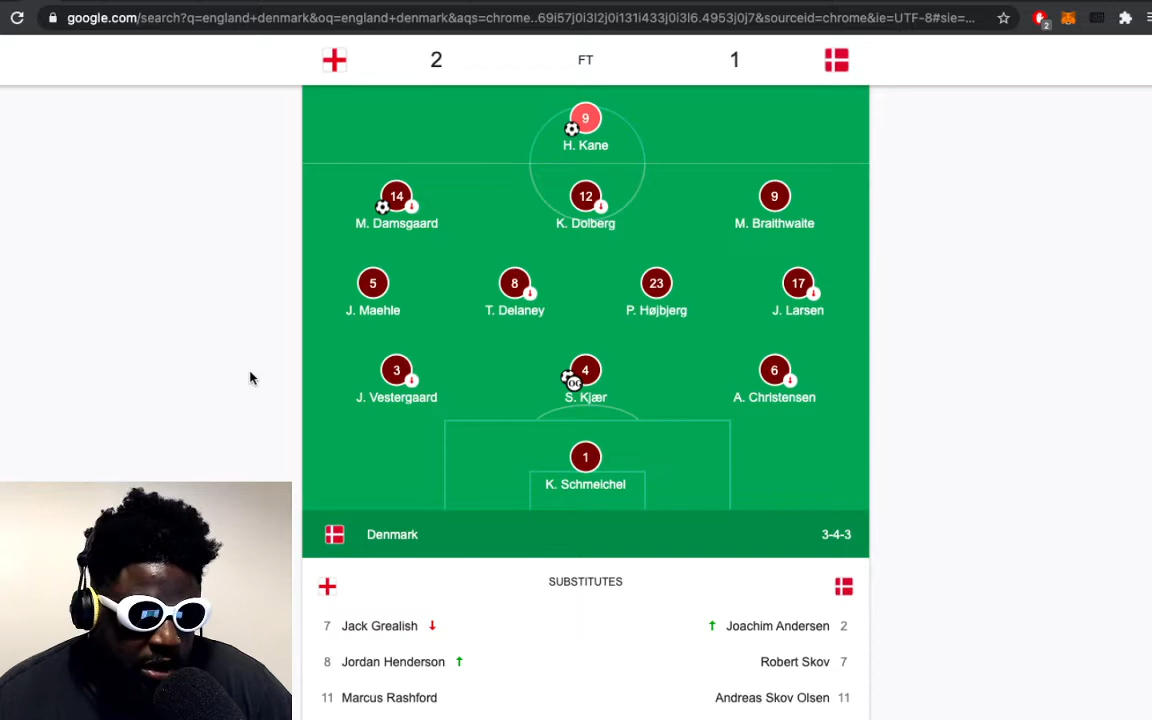 google.com/search?q=england+denmark&oq=england+denmark&aqs=chrome..69i57j0i3l2j0i131i433j0i3l6.4953j0j7&sourceid=chrome&ie=UTF-8#sie=...
2
2 FT 1
9
H. Kane
14 12 9
M. Damsgaard K. Dolberg M. Braithwaite
5 8 23 17
J. Maehle T. Delaney P. Højbjerg J. Larsen
3 4 6
OG
J. Vestergaard S. Kjær A. Christensen
1
K. Schmeichel
Denmark 3-4-3
SUBSTITUTES
7 Jack Grealish Joachim Andersen 2
8 Jordan Henderson Robert Skov 7
11 Marcus Rashford Andreas Skov Olsen 11